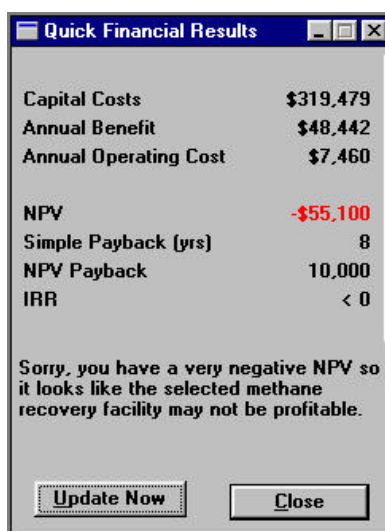 Quick Financial Results
Capital Costs $319,479
Annual Benefit $48,442
Annual Operating Cost $7,460
NPV -$55,100
Simple Payback (yrs) 8
NPV Payback 10,000
IRR < 0
Sorry, you have a very negative NPV so
it looks like the selected methane
recovery facility may not be profitable.
Update Now Close